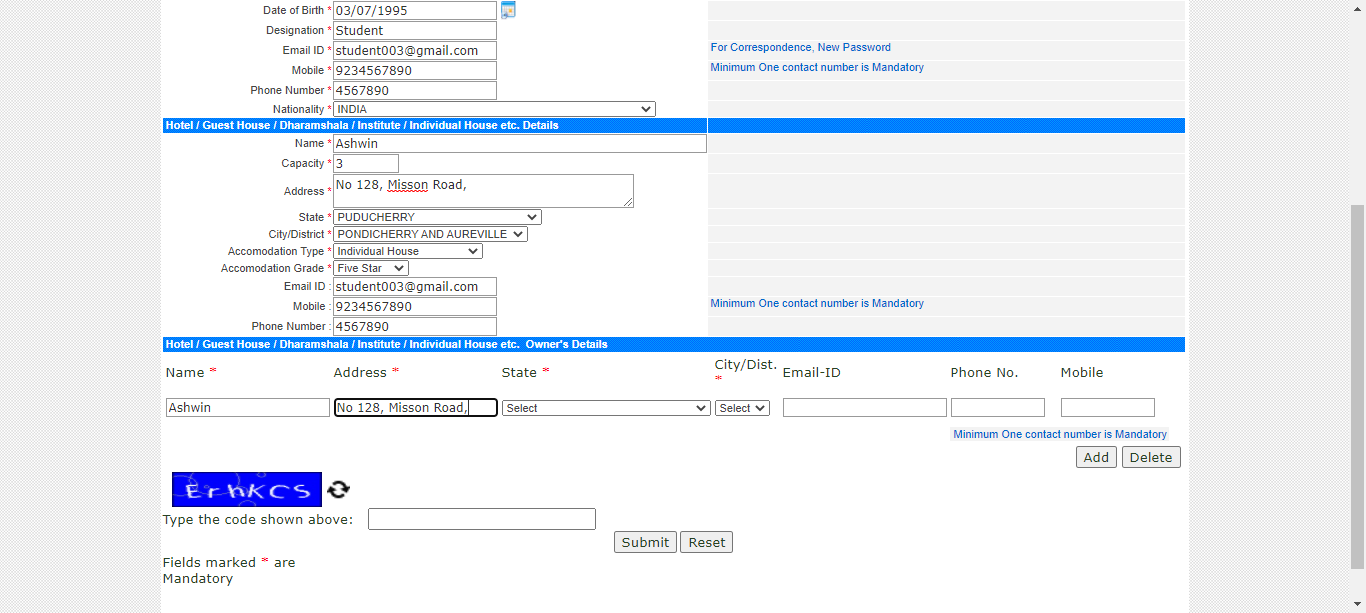 Date of Birth * 03/07/1995
Designation * Student
Email ID * student003@gmail.com For Correspondence, New Password
Mobile * 9234567890 Minimum One contact number is Mandatory
Phone Number * 4567890
Nationality * INDIA
Hotel / Guest House / Dharamshala / Institute / Individual House etc. Details
Name * Ashwin
Capacity * 3
Address * No 128, Misson Road,
State * PUDUCHERRY
City/District * PONDICHERRY AND AUREVILLE
Accomodation Type * Individual House
Accomodation Grade * Five Star
Email ID : student003@gmail.com
Mobile : 9234567890 Minimum One contact number is Mandatory
Phone Number : 4567890
Hotel / Guest House / Dharamshala / Institute / Individual House etc. Owner's Details
Name * Address * State * City/Dist. * Email-ID Phone No. Mobile
Ashwin No 128, Misson Road, Select Select
Minimum One contact number is Mandatory
Add Delete
ErhKCS
Type the code shown above:
Submit Reset
Fields marked * are
Mandatory